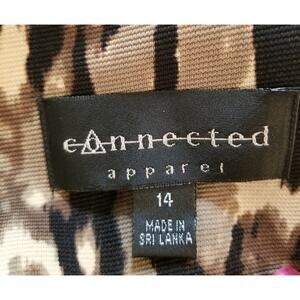 connected
apparel
14
MADE IN
SRI LANKA